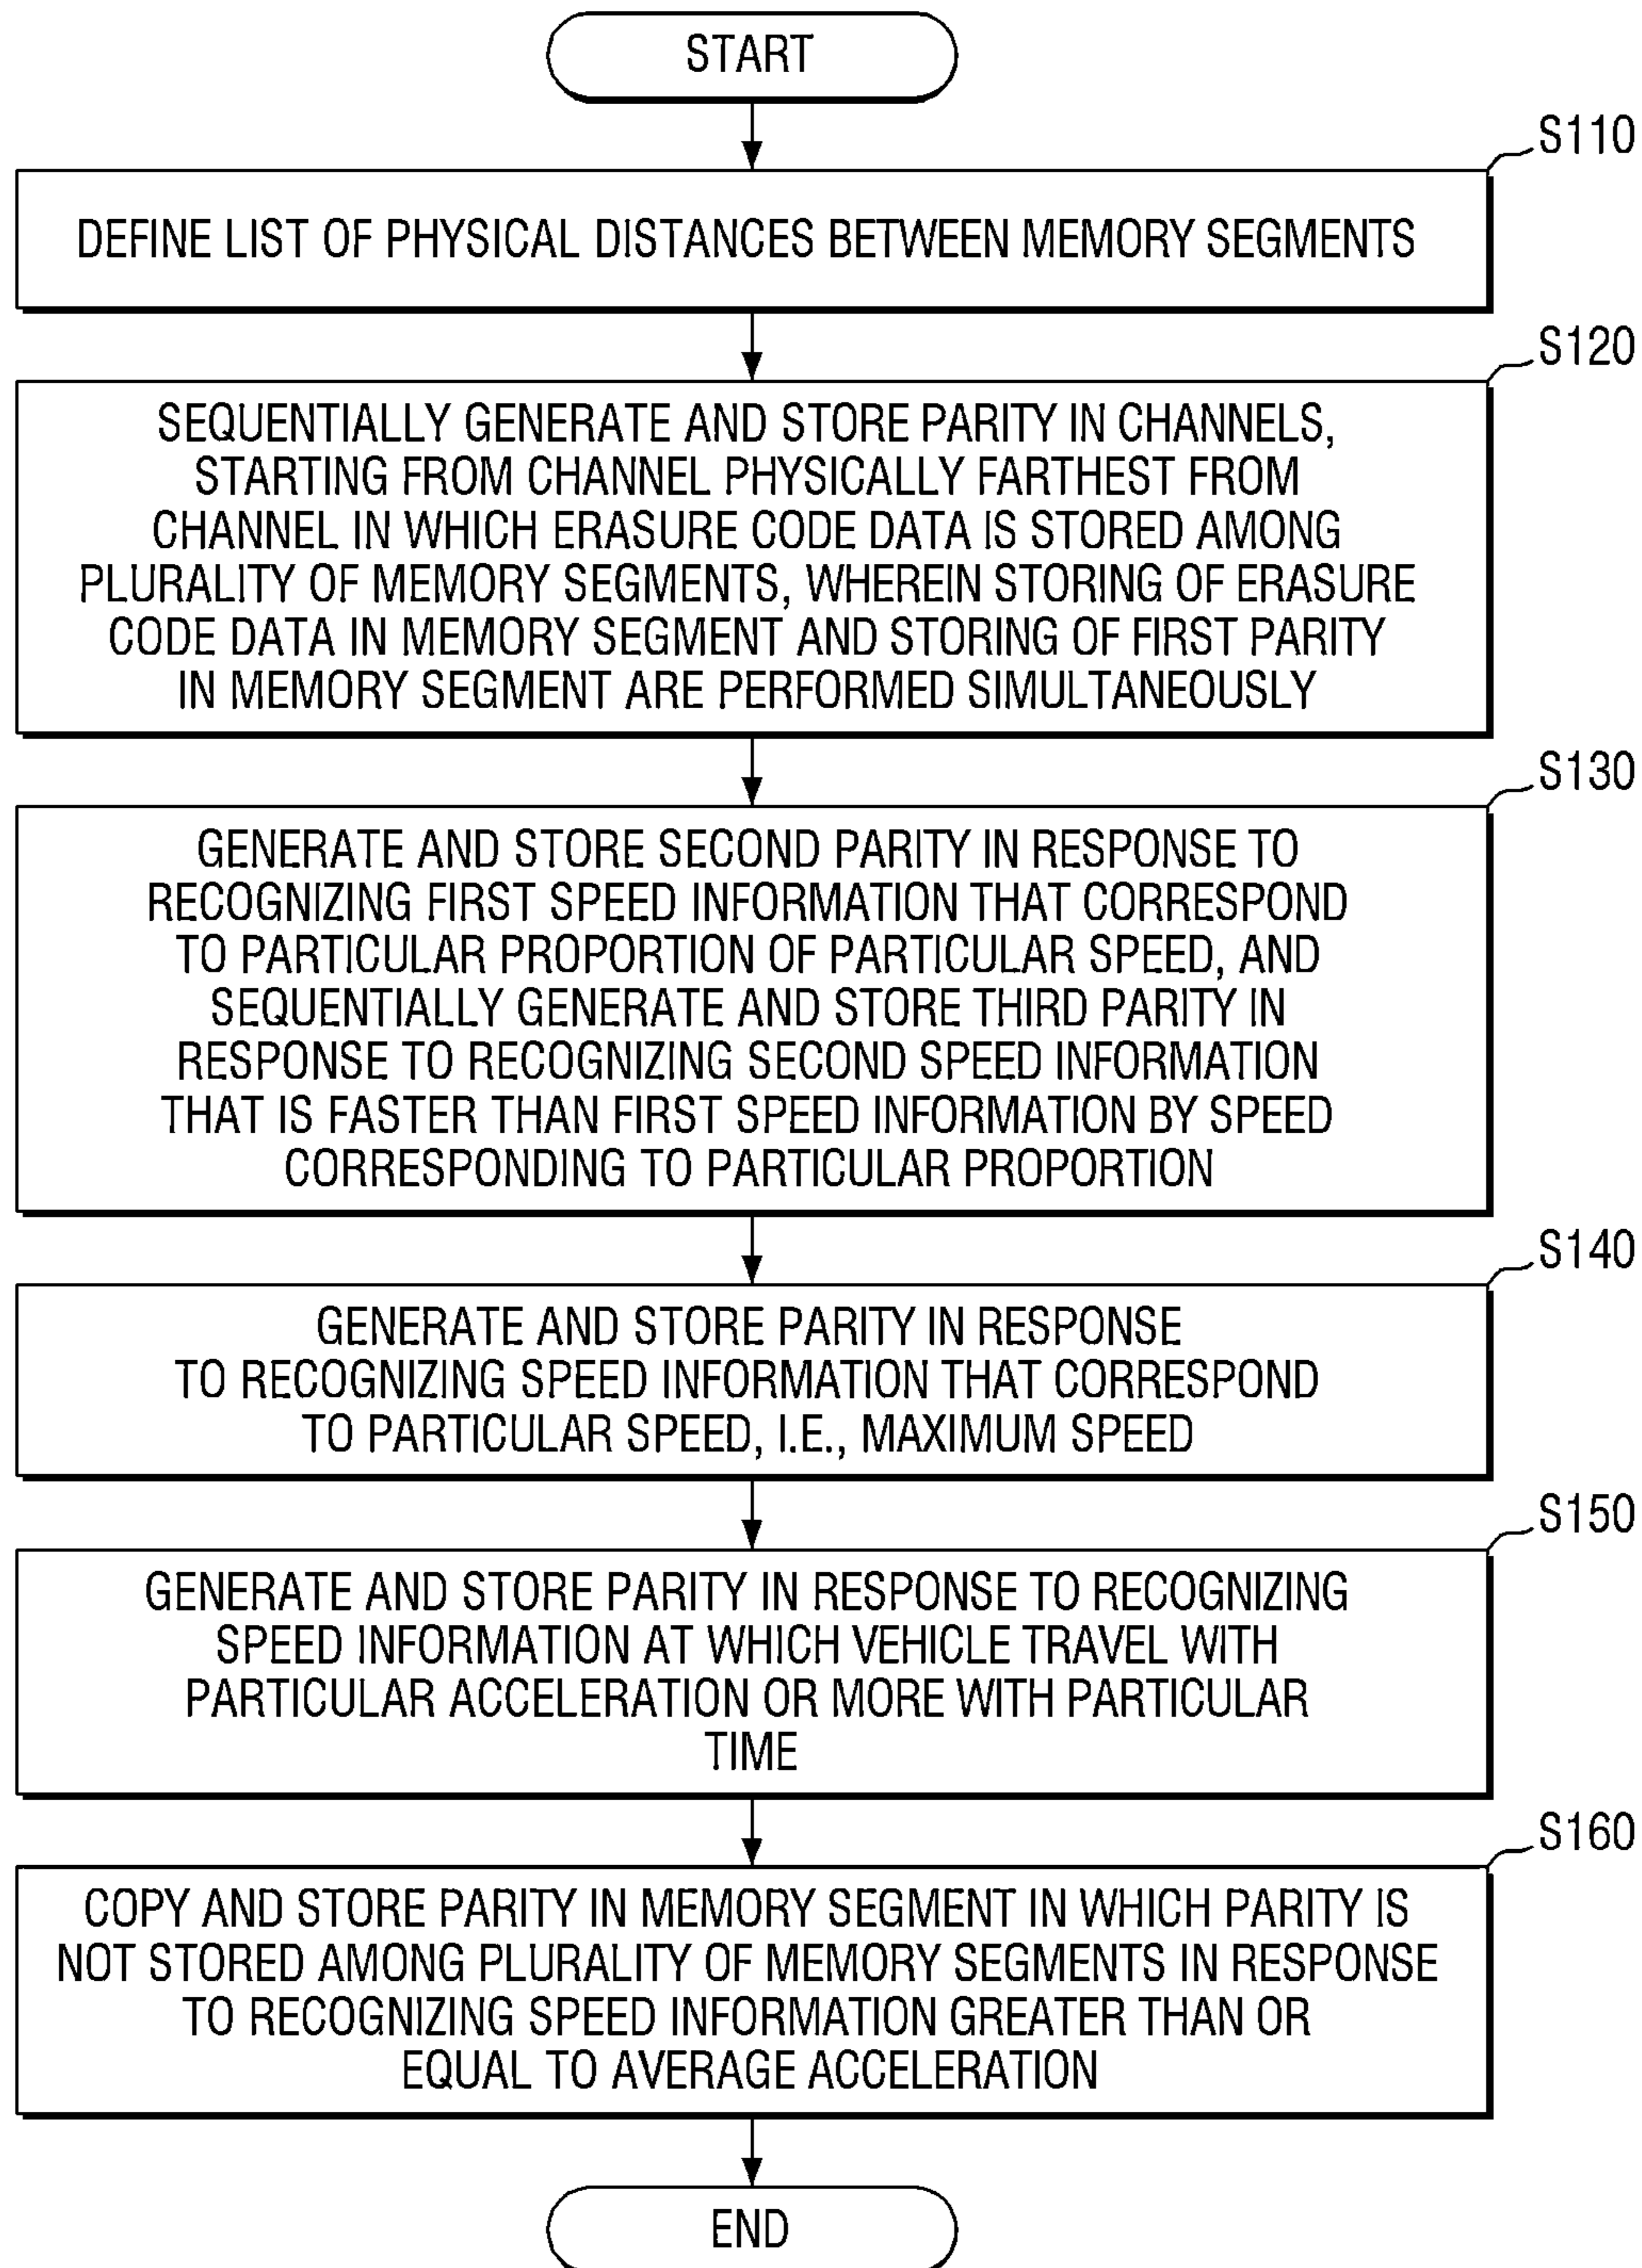 START
S110
DEFINE LIST OF PHYSICAL DISTANCES BETWEEN MEMORY SEGMENTS
S120
SEQUENTIALLY GENERATE AND STORE PARITY IN CHANNELS,
STARTING FROM CHANNEL PHYSICALLY FARTHEST FROM
CHANNEL IN WHICH ERASURE CODE DATA IS STORED AMONG
PLURALITY OF MEMORY SEGMENTS, WHEREIN STORING OF ERASURE
CODE DATA IN MEMORY SEGMENT AND STORING OF FIRST PARITY
IN MEMORY SEGMENT ARE PERFORMED SIMULTANEOUSLY
S130
GENERATE AND STORE SECOND PARITY IN RESPONSE TO
RECOGNIZING FIRST SPEED INFORMATION THAT CORRESPOND
TO PARTICULAR PROPORTION OF PARTICULAR SPEED, AND
SEQUENTIALLY GENERATE AND STORE THIRD PARITY IN
RESPONSE TO RECOGNIZING SECOND SPEED INFORMATION
THAT IS FASTER THAN FIRST SPEED INFORMATION BY SPEED
CORRESPONDING TO PARTICULAR PROPORTION
S140
GENERATE AND STORE PARITY IN RESPONSE
TO RECOGNIZING SPEED INFORMATION THAT CORRESPOND
TO PARTICULAR SPEED, I.E., MAXIMUM SPEED
S150
GENERATE AND STORE PARITY IN RESPONSE TO RECOGNIZING
SPEED INFORMATION AT WHICH VEHICLE TRAVEL WITH
PARTICULAR ACCELERATION OR MORE WITH PARTICULAR
TIME
S160
COPY AND STORE PARITY IN MEMORY SEGMENT IN WHICH PARITY IS
NOT STORED AMONG PLURALITY OF MEMORY SEGMENTS IN RESPONSE
TO RECOGNIZING SPEED INFORMATION GREATER THAN OR
EQUAL TO AVERAGE ACCELERATION
END